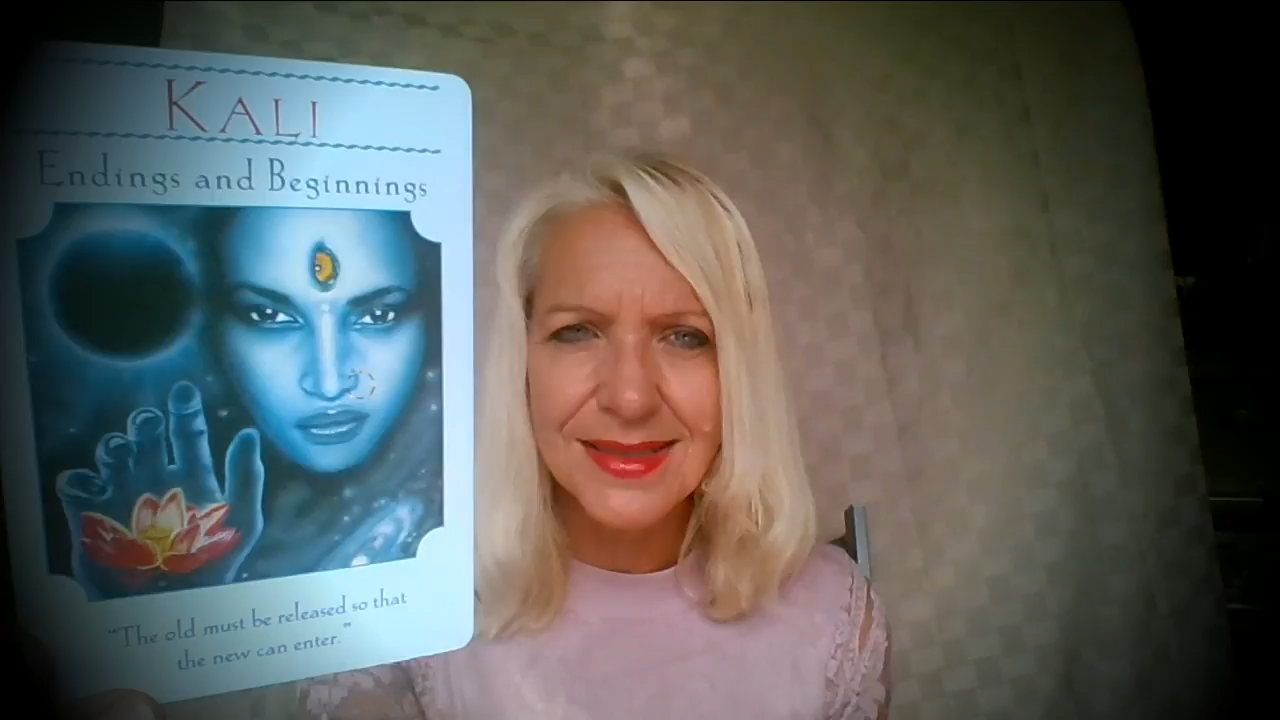 KALI
Endings and Beginnings
"The old must be released so that
the new can enter."